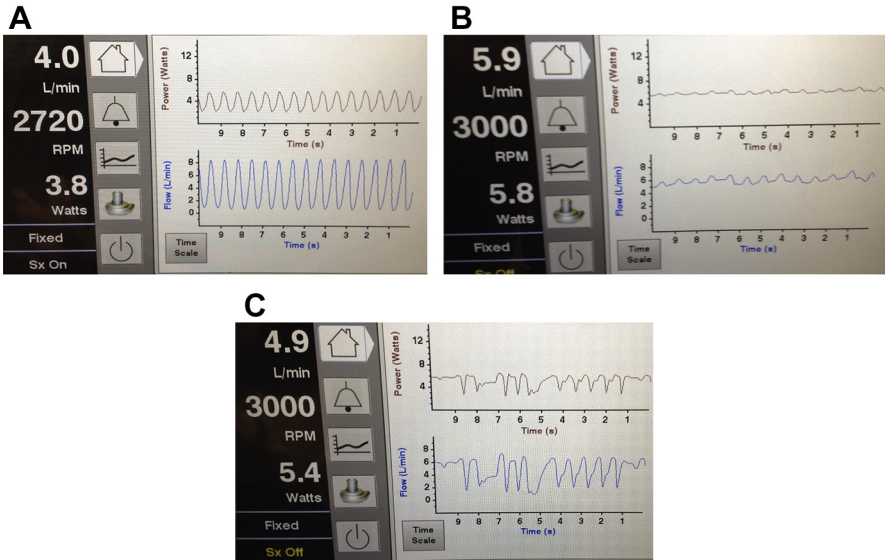 A
4.0
L/min
2720
RPM
3.8
Watts
Fixed
Sx On
Power (Watts)
12
8
4
9 8 7 6 5 4 3 2 1
Time (s)
Flow (L/min)
8
6
4
2
0
9 8 7 6 5 4 3 2 1
Time (s)
Time
Scale
B
5.9
L/min
3000
RPM
5.8
Watts
Fixed
Sx Off
Power (Watts)
12
8
4
9 8 7 6 5 4 3 2 1
Time (s)
Flow (L/min)
8
6
4
2
0
9 8 7 6 5 4 3 2 1
Time (s)
Time
Scale
C
4.9
L/min
3000
RPM
5.4
Watts
Fixed
Sx Off
Power (Watts)
12
8
4
9 8 7 6 5 4 3 2 1
Time (s)
Flow (L/min)
8
6
4
2
0
9 8 7 6 5 4 3 2 1
Time (s)
Time
Scale